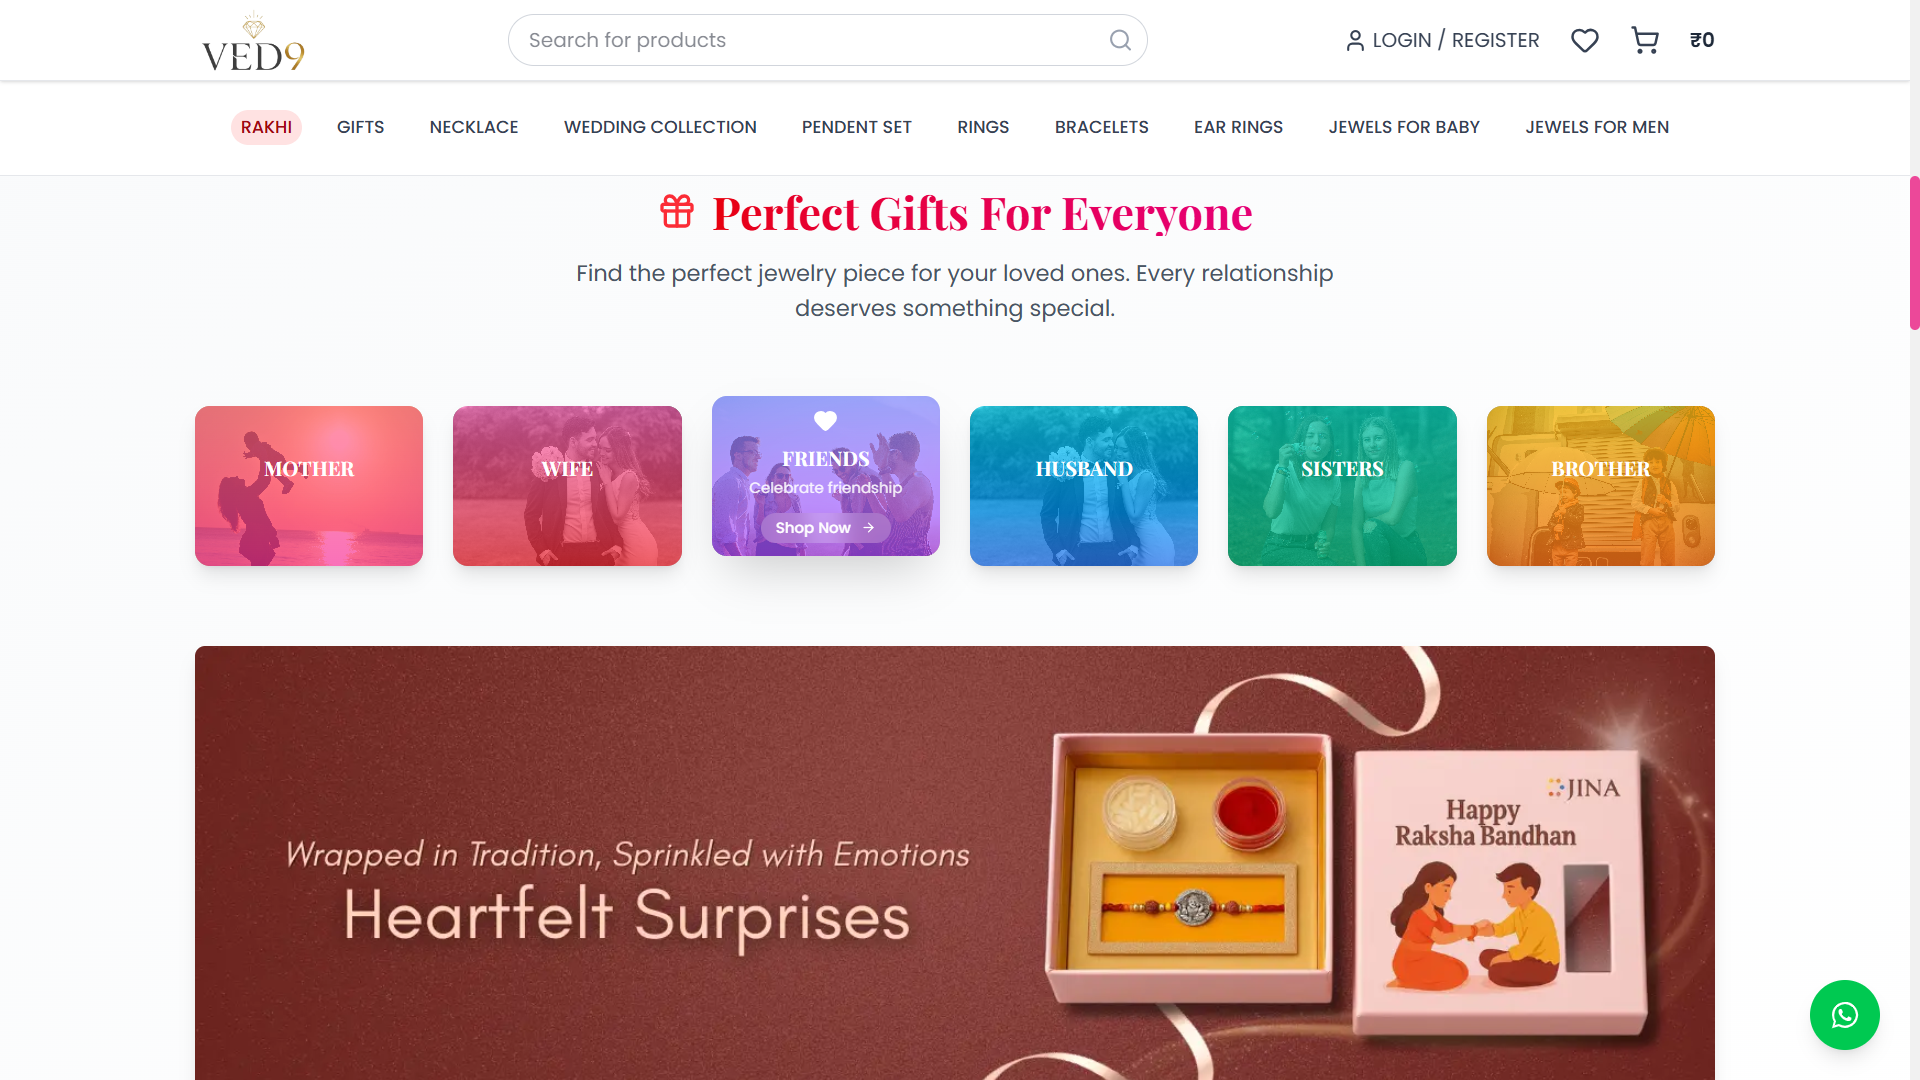 VED9
Search for products
LOGIN / REGISTER
₹0
RAKHI
GIFTS
NECKLACE
WEDDING COLLECTION
PENDENT SET
RINGS
BRACELETS
EAR RINGS
JEWELS FOR BABY
JEWELS FOR MEN
Perfect Gifts For Everyone
Find the perfect jewelry piece for your loved ones. Every relationship
deserves something special.
MOTHER
WIFE
FRIENDS
Celebrate friendship
Shop Now →
HUSBAND
SISTERS
BROTHER
Wrapped in Tradition, Sprinkled with Emotions
Heartfelt Surprises
JINA
Happy
Raksha Bandhan